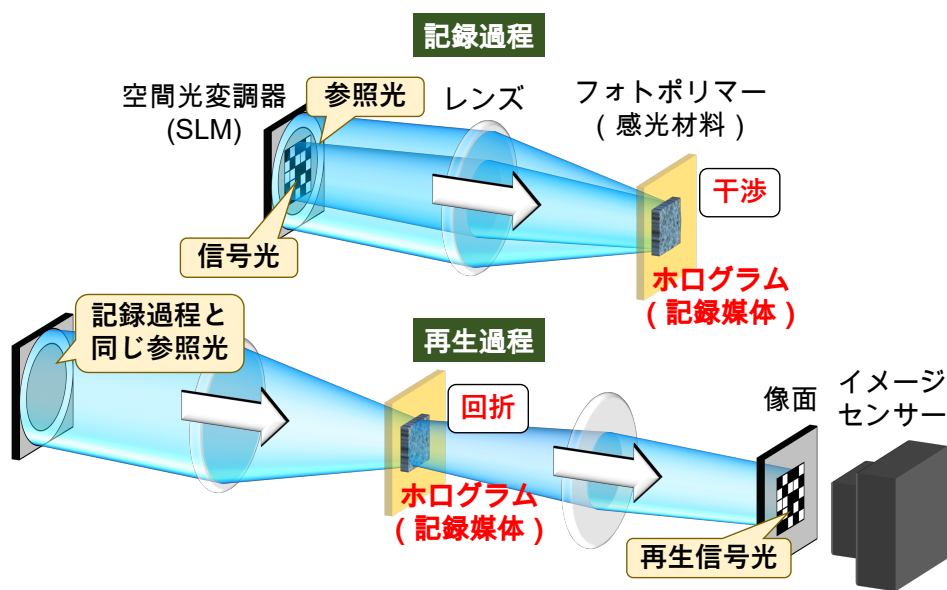 記録過程
空間光変調器
(SLM)
参照光
レンズ
フォトポリマー
(感光材料)
干渉
信号光
ホログラム
(記録媒体)
記録過程と
同じ参照光
再生過程
回折
像面
イメージ
センサー
ホログラム
(記録媒体)
再生信号光